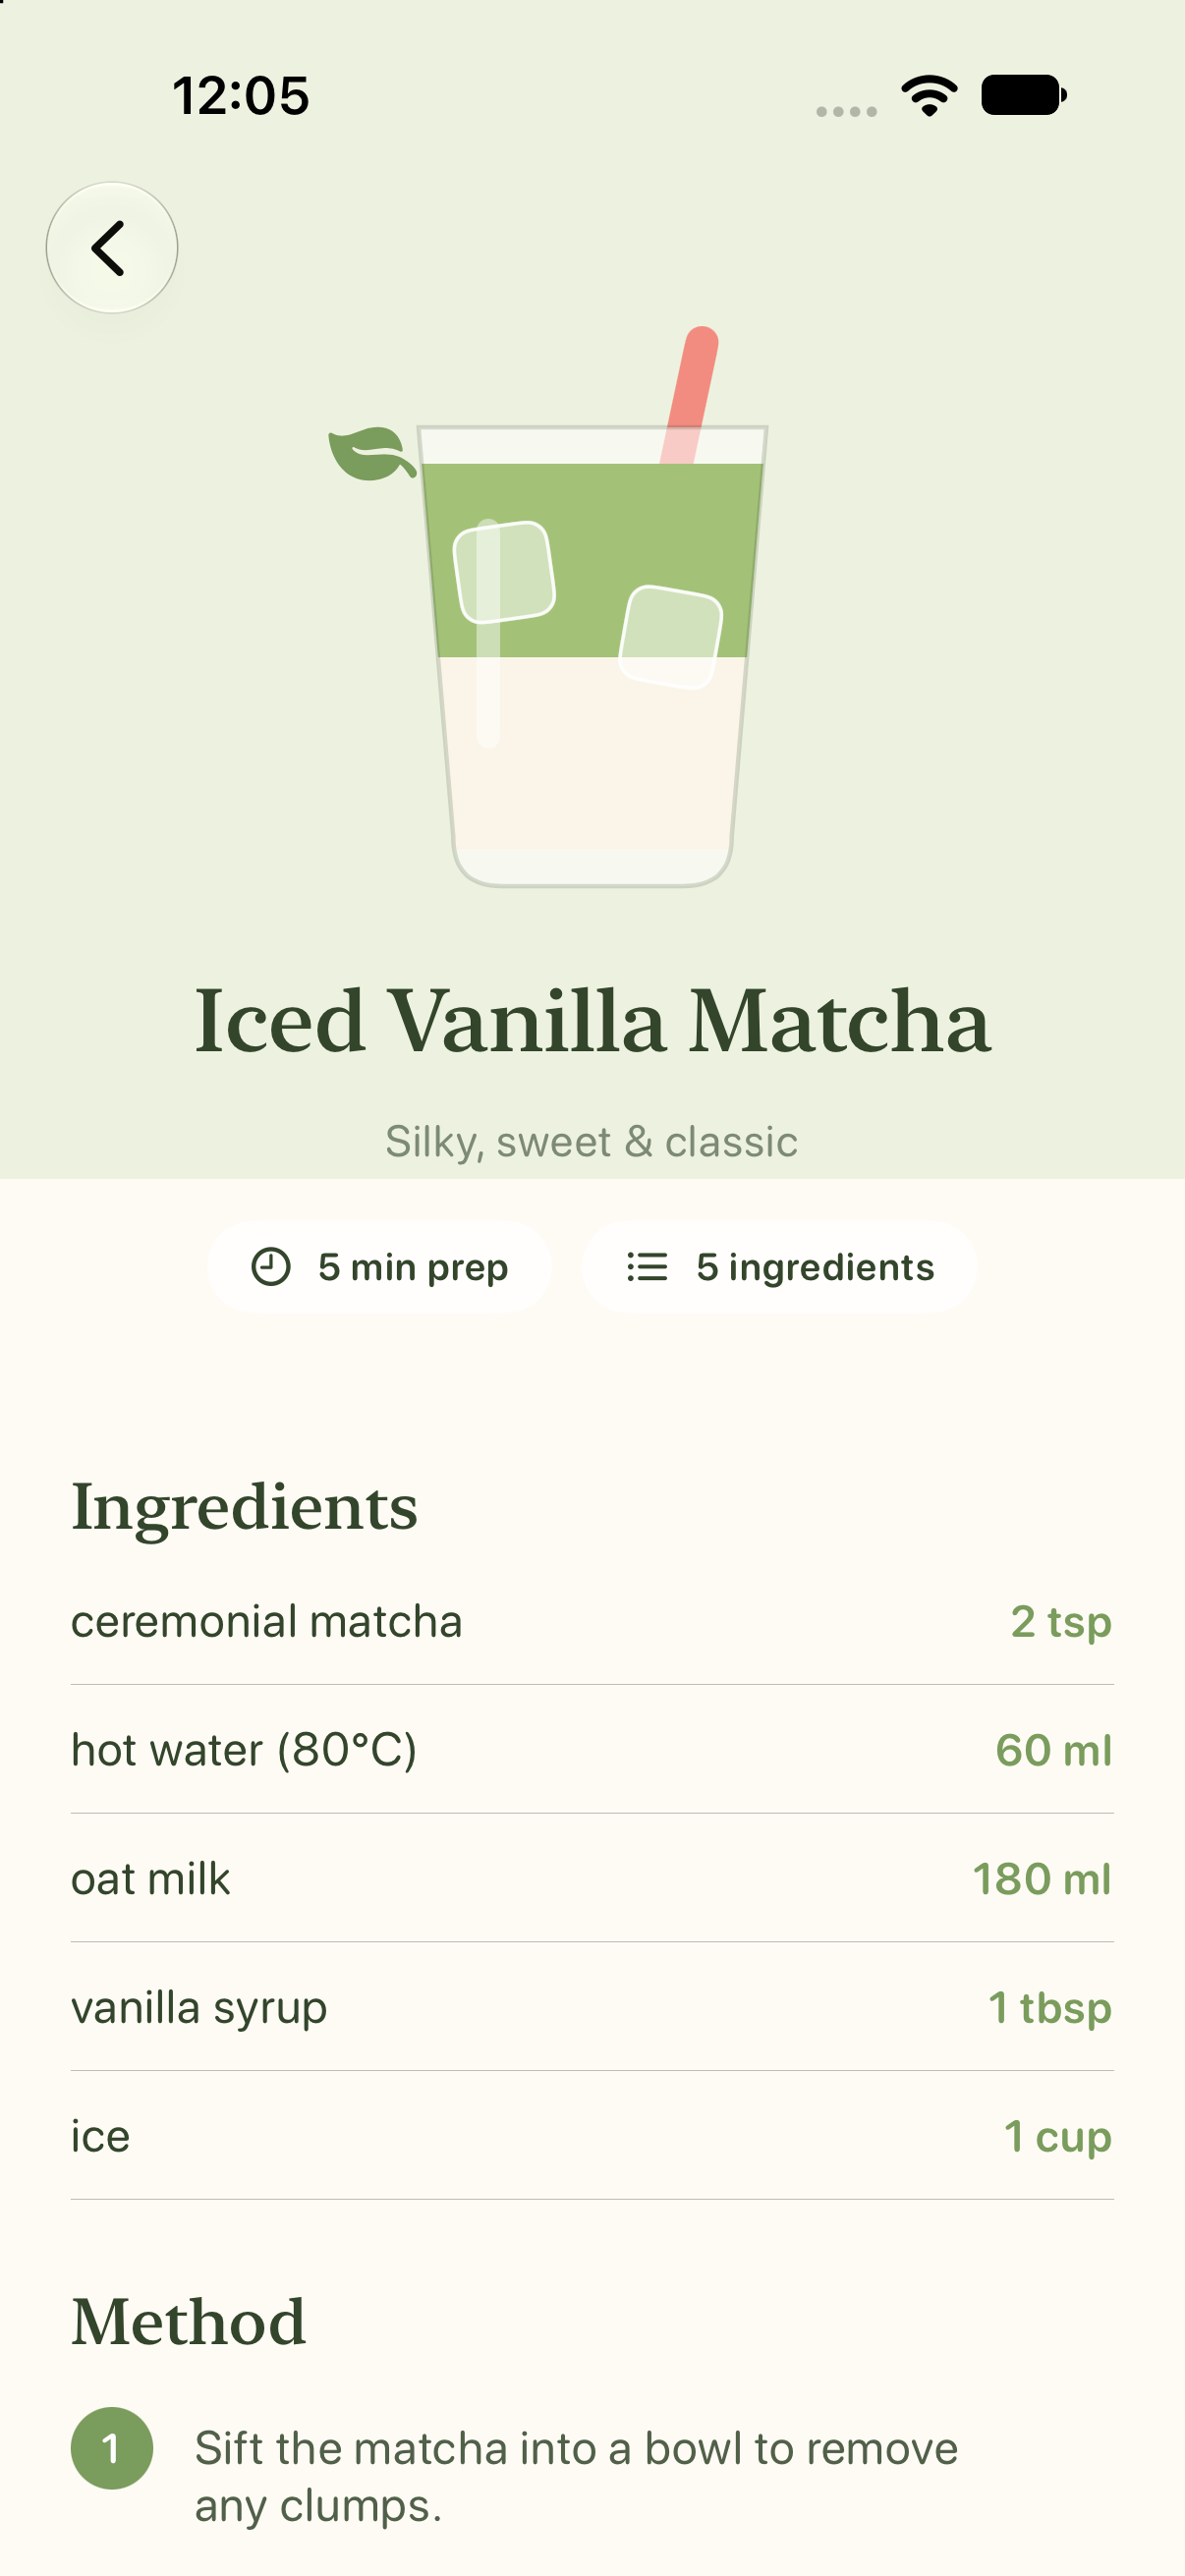 12:05
Iced Vanilla Matcha
Silky, sweet & classic
5 min prep
5 ingredients
Ingredients
ceremonial matcha 2 tsp
hot water (80°C) 60 ml
oat milk 180 ml
vanilla syrup 1 tbsp
ice 1 cup
Method
1 Sift the matcha into a bowl to remove
any clumps.